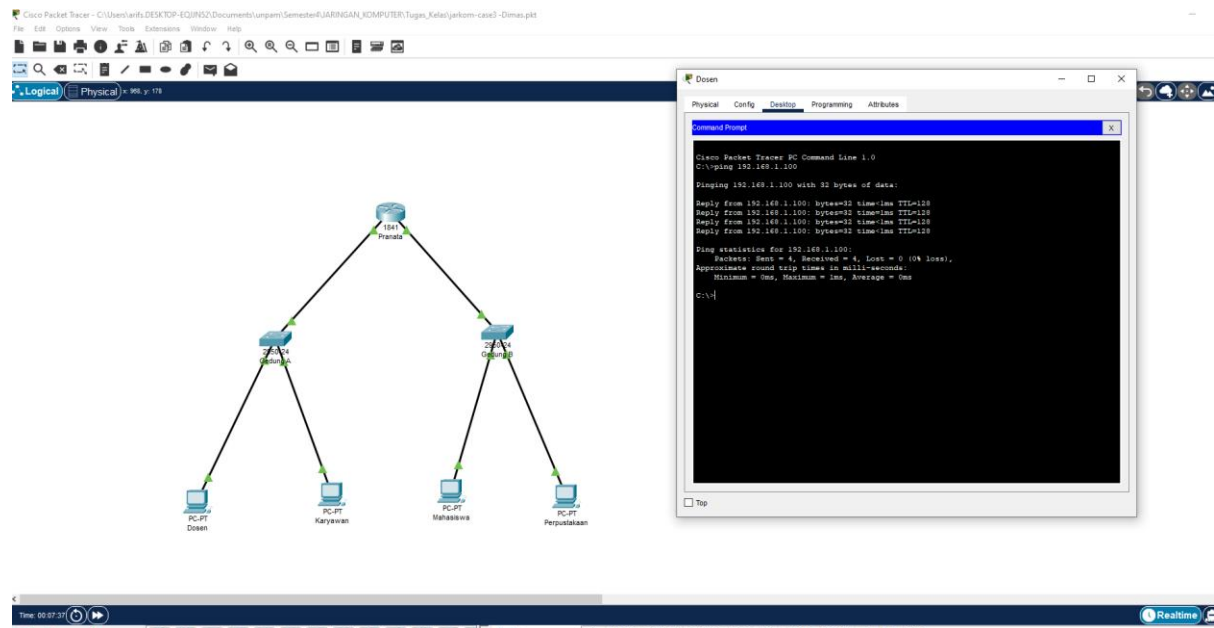 Cisco Packet Tracer - C:\Users\arifs.DESKTOP-EQIJNS2\Documents\unpam\Semester4\JARINGAN_KOMPUTER\Tugas_Kelas\jarkom-case3 -Dimas.pkt
File Edit Options View Tools Extensions Window Help
Logical Physical x: 960, y: 178
Dosen
Physical Config Desktop Programming Attributes
Command Prompt X
Cisco Packet Tracer PC Command Line 1.0
C:\>ping 192.168.1.100
Pinging 192.168.1.100 with 32 bytes of data:
Reply from 192.168.1.100: bytes=32 time<1ms TTL=128
Reply from 192.168.1.100: bytes=32 time<1ms TTL=128
Reply from 192.168.1.100: bytes=32 time<1ms TTL=128
Reply from 192.168.1.100: bytes=32 time<1ms TTL=128
Ping statistics for 192.168.1.100:
Packets: Sent = 4, Received = 4, Lost = 0 (0% loss),
Approximate round trip times in milli-seconds:
Minimum = 0ms, Maximum = 1ms, Average = 0ms
C:\>
Top
1841
Pranata
2950-24
Gedung A
2950-24
Gedung B
PC-PT
Dosen
PC-PT
Karyawan
PC-PT
Mahasiswa
PC-PT
Perpustakaan
Time: 00:07:37
Realtime